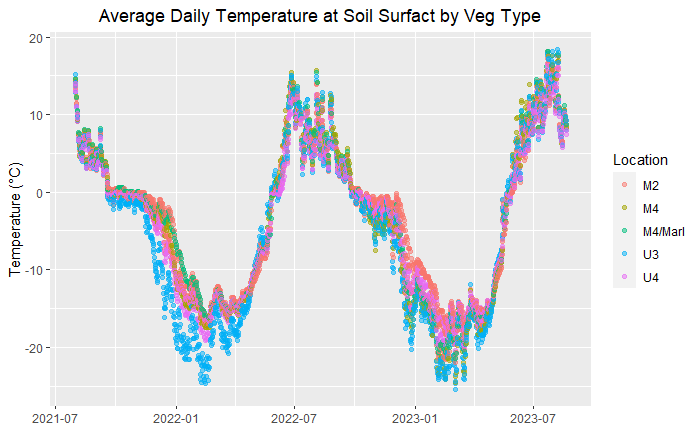 Average Daily Temperature at Soil Surfact by Veg Type
20
10
0
-10
-20
Temperature (°C)
2021-07
2022-01
2022-07
2023-01
2023-07
Location
M2
M4
M4/Marl
U3
U4